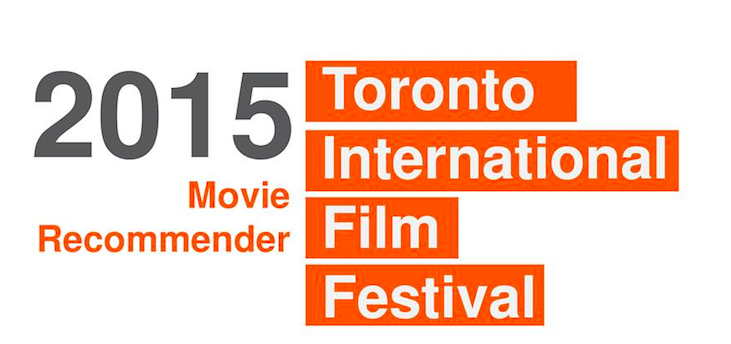 2015
Movie
Recommender
Toronto
International
Film
Festival